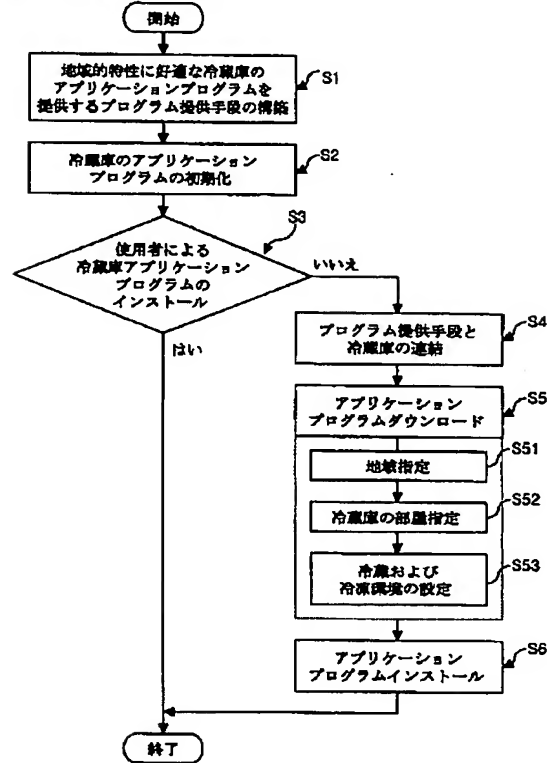 開始
地域的特性に好適な冷蔵庫の
アプリケーションプログラムを
提供するプログラム提供手段の構築
S1
冷蔵庫のアプリケーション
プログラムの初期化
S2
使用者による
冷蔵庫アプリケーション
プログラムの
インストール
S3
いいえ
はい
プログラム提供手段と
冷蔵庫の連結
S4
アプリケーション
プログラムダウンロード
S5
地域指定
S51
冷蔵庫の部屋指定
S52
冷蔵および
冷凍環境の設定
S53
アプリケーション
プログラムインストール
S6
終了